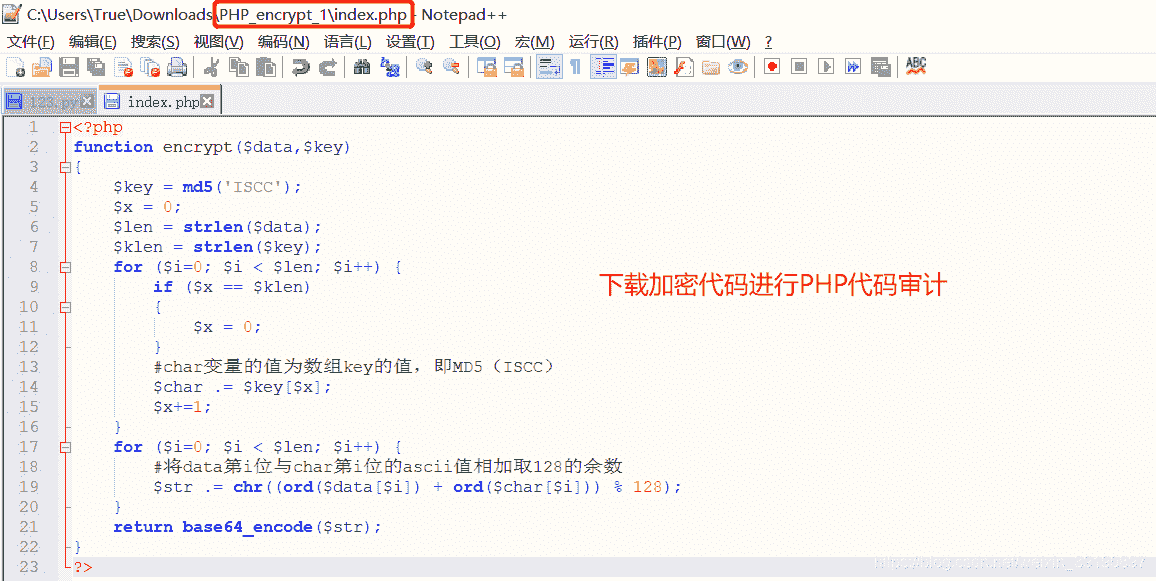 C:\Users\True\Downloads\PHP_encrypt_1\index.php - Notepad++
文件(F) 编辑(E) 搜索(S) 视图(V) 编码(N) 语言(L) 设置(T) 工具(O) 宏(M) 运行(R) 插件(P) 窗口(W) ?
ABC
123.py index.php
1 <?php
2 function encrypt($data,$key)
3 {
4 $key = md5('ISCC');
5 $x = 0;
6 $len = strlen($data);
7 $klen = strlen($key);
8 for ($i=0; $i < $len; $i++) {
9 if ($x == $klen)
10 {
11 $x = 0;
12 }
13 #char变量的值为数组key的值，即MD5（ISCC）
14 $char .= $key[$x];
15 $x+=1;
16 }
17 for ($i=0; $i < $len; $i++) {
18 #将data第i位与char第i位的ascii值相加取128的余数
19 $str .= chr((ord($data[$i]) + ord($char[$i])) % 128);
20 }
21 return base64_encode($str);
22 }
23 ?>
下载加密代码进行PHP代码审计